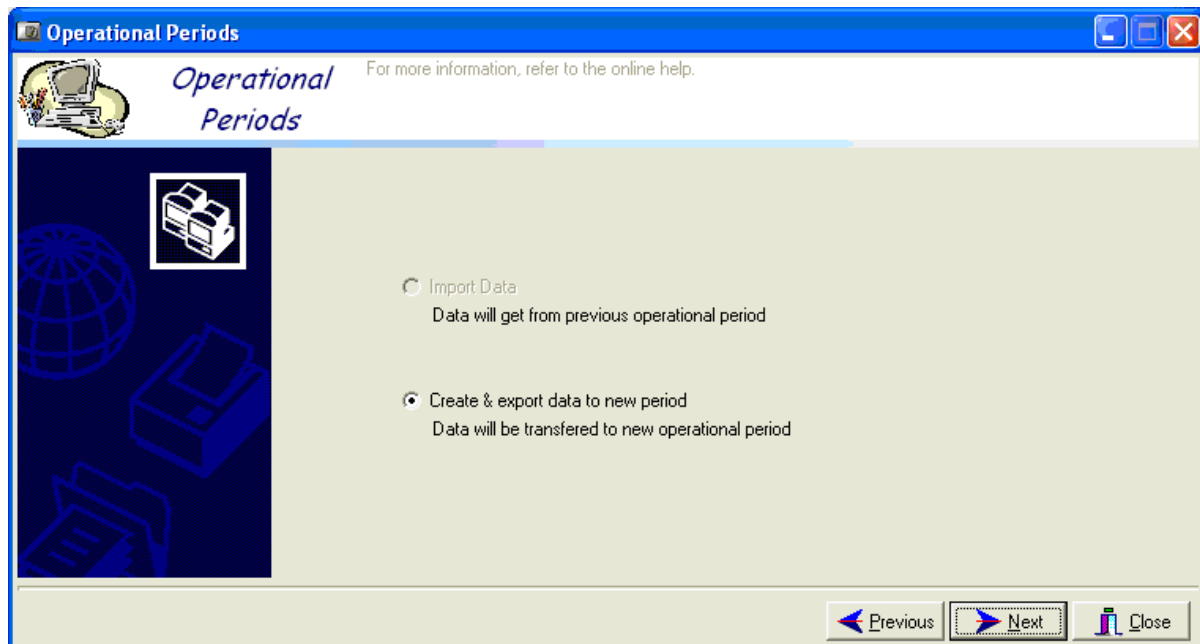 Operational Periods
Operational
Periods
For more information, refer to the online help.
Import Data
Data will get from previous operational period
Create & export data to new period
Data will be transfered to new operational period
Previous
Next
Close